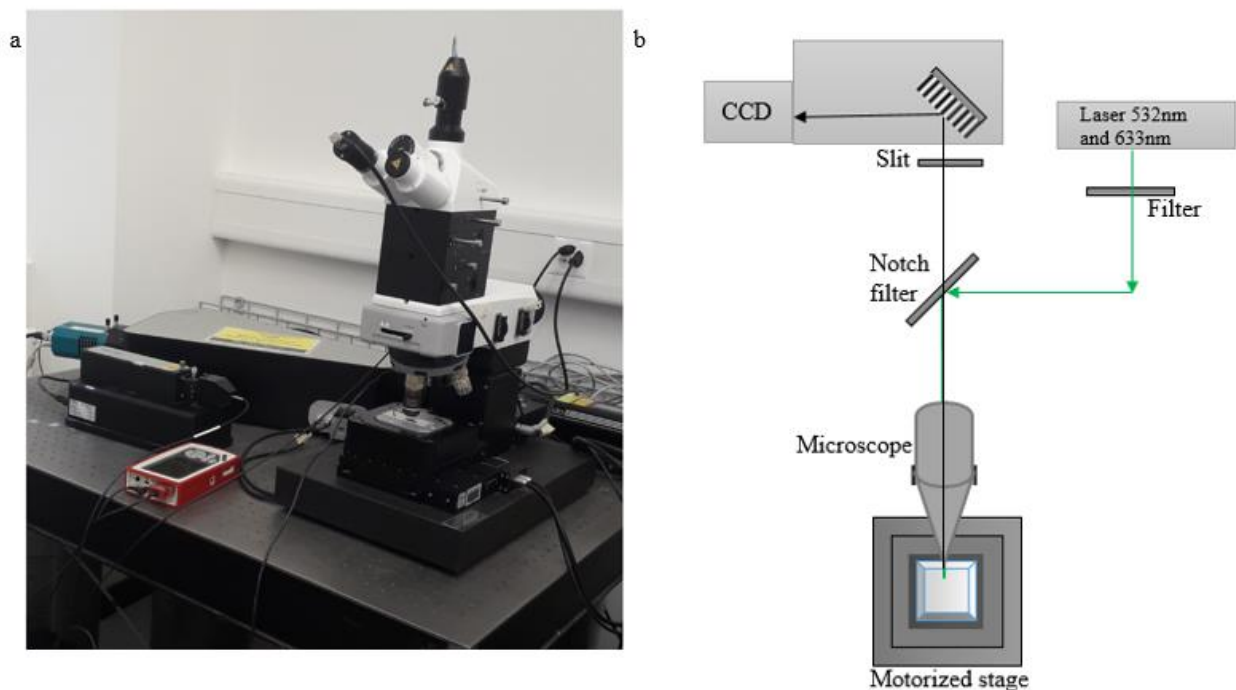 a
b
CCD
Laser 532nm
and 633nm
Slit
Filter
Notch
filter
Microscope
Motorized stage